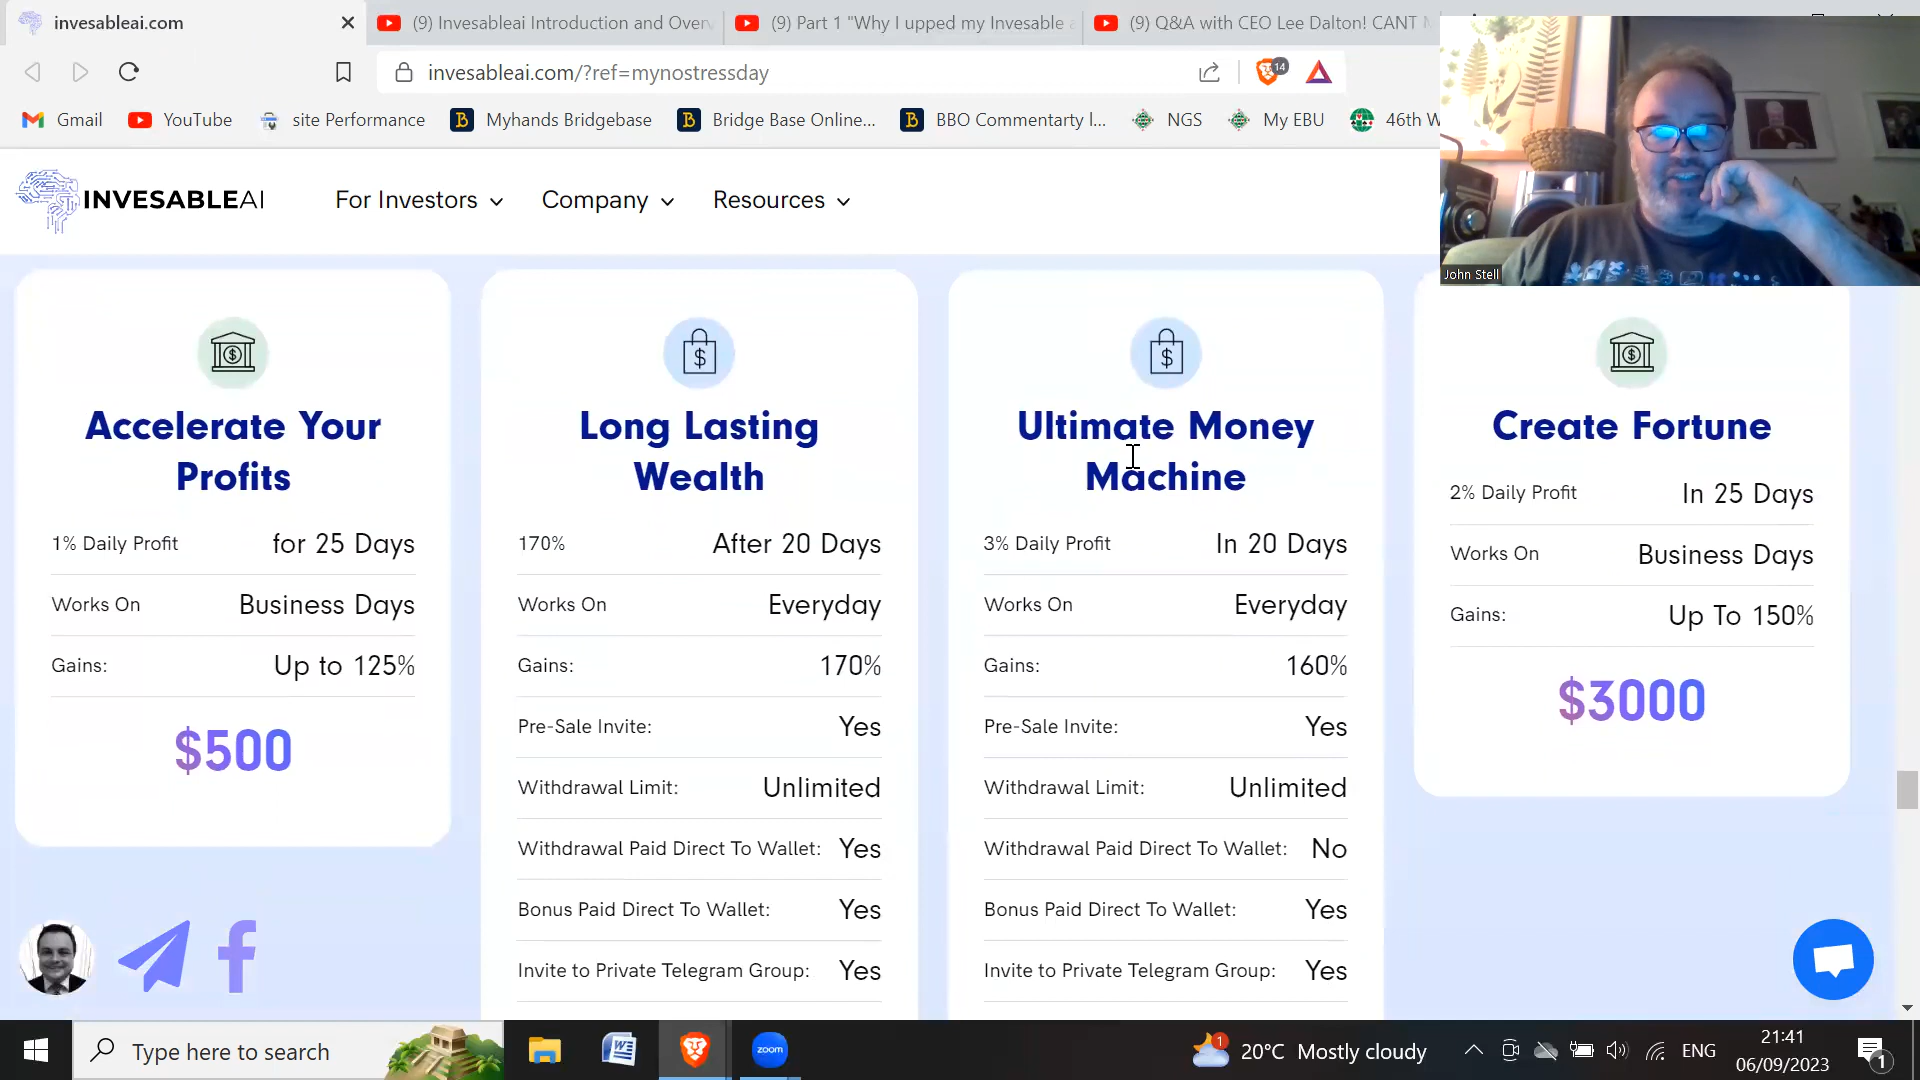 invesableai.com
(9) Invesableai Introduction and Over
(9) Part 1 "Why I upped my Invesable a
(9) Q&A with CEO Lee Dalton! CANT
invesableai.com/?ref=mynostressday
14
Gmail
YouTube
site Performance
Myhands Bridgebase
Bridge Base Online...
BBO Commentarty l...
NGS
My EBU
46th W
John Stell
INVESABLEAI
For Investors
Company
Resources
Accelerate Your
Profits
1% Daily Profit for 25 Days
Works On Business Days
Gains: Up to 125%
$500
Long Lasting
Wealth
170% After 20 Days
Works On Everyday
Gains: 170%
Pre-Sale Invite: Yes
Withdrawal Limit: Unlimited
Withdrawal Paid Direct To Wallet: Yes
Bonus Paid Direct To Wallet: Yes
Invite to Private Telegram Group: Yes
Ultimate Money
Machine
3% Daily Profit In 20 Days
Works On Everyday
Gains: 160%
Pre-Sale Invite: Yes
Withdrawal Limit: Unlimited
Withdrawal Paid Direct To Wallet: No
Bonus Paid Direct To Wallet: Yes
Invite to Private Telegram Group: Yes
Create Fortune
2% Daily Profit In 25 Days
Works On Business Days
Gains: Up To 150%
$3000
Type here to search
zoom
1
20°C Mostly cloudy
ENG
21:41
06/09/2023
1